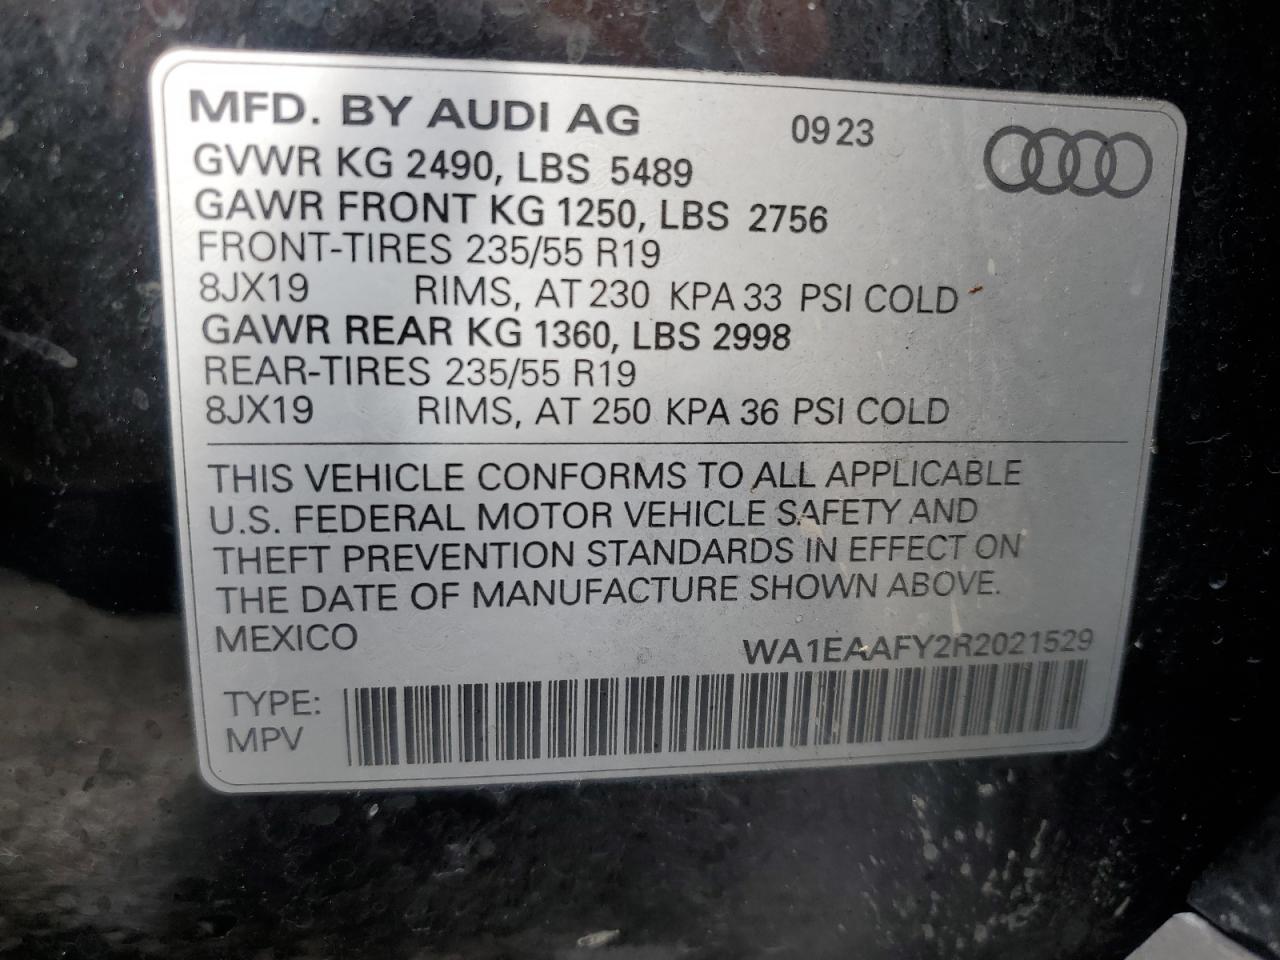 MFD. BY AUDI AG 09 23
GVWR KG 2490, LBS 5489
GAWR FRONT KG 1250, LBS 2756
FRONT-TIRES 235/55 R19
8JX19 RIMS, AT 230 KPA 33 PSI COLD
GAWR REAR KG 1360, LBS 2998
REAR-TIRES 235/55 R19
8JX19 RIMS, AT 250 KPA 36 PSI COLD
THIS VEHICLE CONFORMS TO ALL APPLICABLE
U.S. FEDERAL MOTOR VEHICLE SAFETY AND
THEFT PREVENTION STANDARDS IN EFFECT ON
THE DATE OF MANUFACTURE SHOWN ABOVE.
MEXICO WA1EAAFY2R2021529
TYPE:
MPV